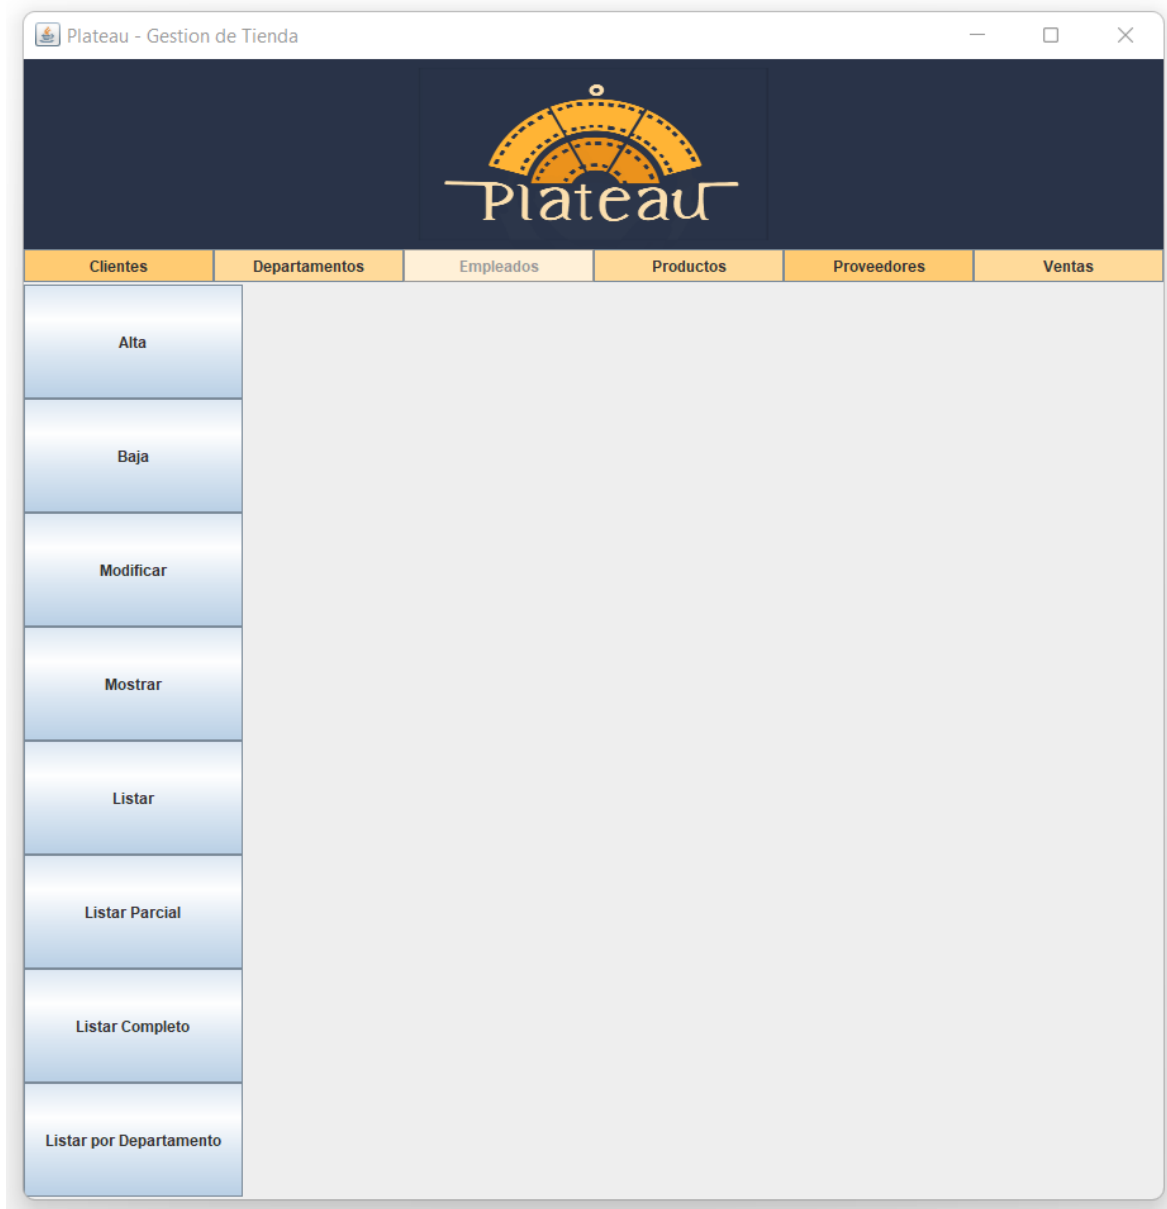 Plateau - Gestion de Tienda
Plateau
Clientes Departamentos Empleados Productos Proveedores Ventas
Alta
Baja
Modificar
Mostrar
Listar
Listar Parcial
Listar Completo
Listar por Departamento